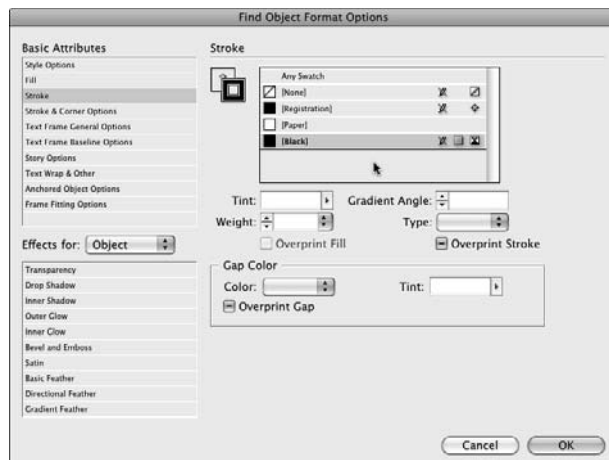 Find Object Format Options
Basic Attributes
Style Options
Fill
Stroke
Stroke & Corner Options
Text Frame General Options
Text Frame Baseline Options
Story Options
Text Wrap & Other
Anchored Object Options
Frame Fitting Options
Effects for: Object
Transparency
Drop Shadow
Inner Shadow
Outer Glow
Inner Glow
Bevel and Emboss
Satin
Basic Feather
Directional Feather
Gradient Feather
Stroke
Any Swatch
[None]
[Registration]
[Paper]
[Black]
Tint: Gradient Angle:
Weight: Type:
Overprint Fill Overprint Stroke
Gap Color
Color: Tint:
Overprint Gap
Cancel OK